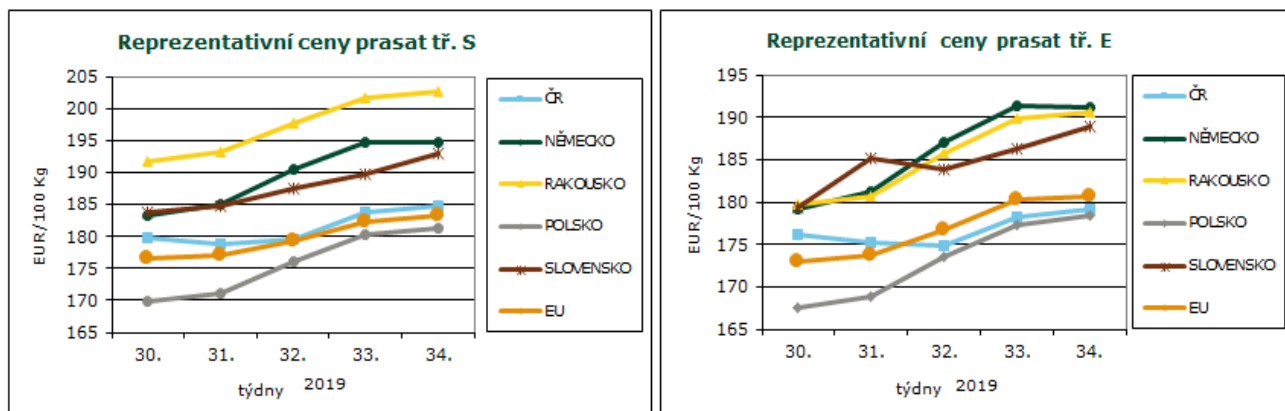 Reprezentativní ceny prasat tř. S
205
200
195
190
185
180
175
170
165
EUR/100 Kg
30.
31.
32.
33.
34.
týdny 2019
ČR
NĚMECKO
RAKOUSKO
POLSKO
SLOVENSKO
EU
Reprezentativní ceny prasat tř. E
195
190
185
180
175
170
165
EUR/100 Kg
30.
31.
32.
33.
34.
týdny 2019
ČR
NĚMECKO
RAKOUSKO
POLSKO
SLOVENSKO
EU